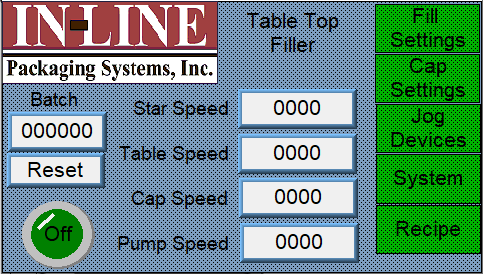 IN-LINE
Packaging Systems, Inc.
Table Top
Filler
Batch
000000
Reset
Off
Star Speed 0000
Table Speed 0000
Cap Speed 0000
Pump Speed 0000
Fill
Settings
Cap
Settings
Jog
Devices
System
Recipe